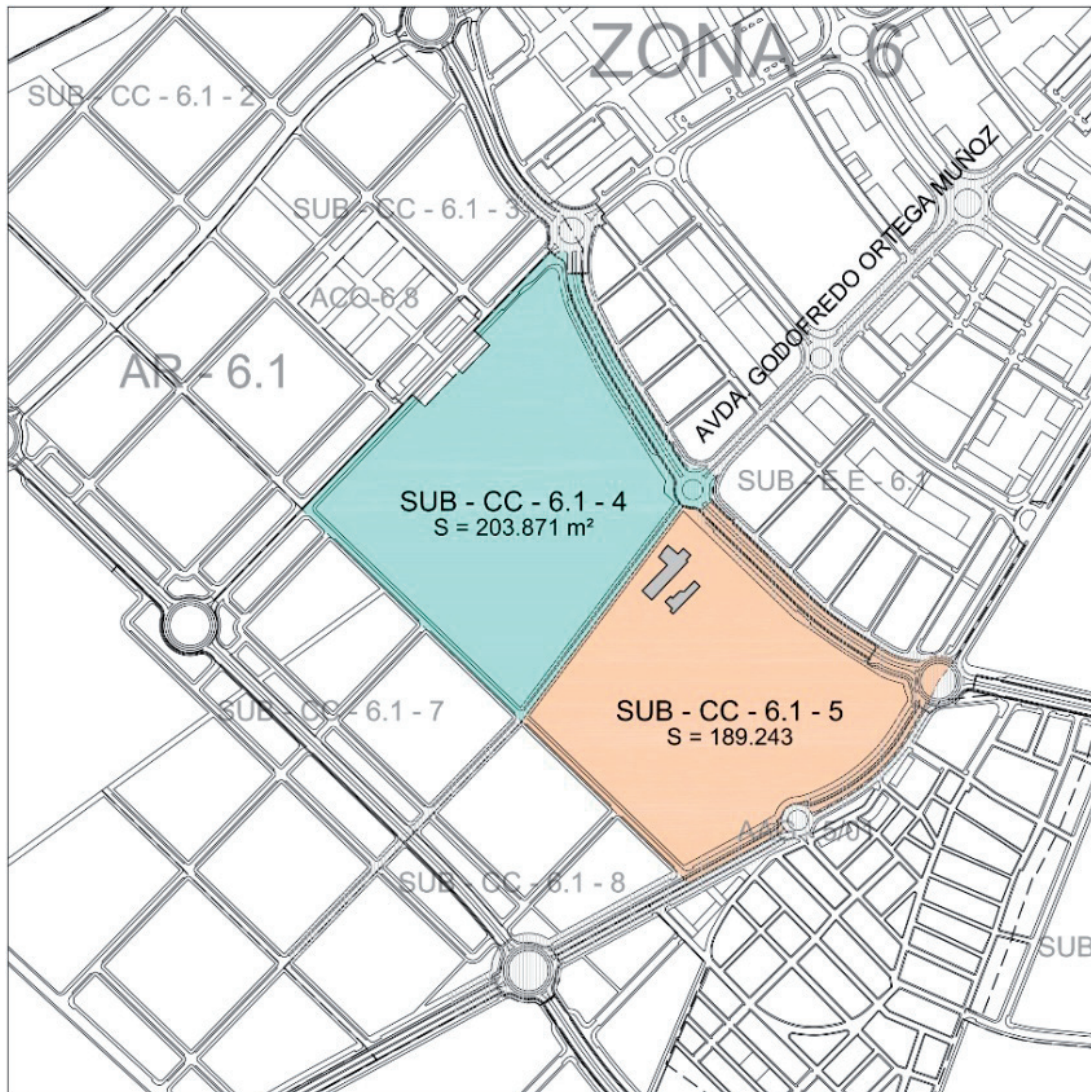 ZONA - 6
SUB - CC - 6.1 - 2
AVDA. GODOFREDO ORTEGA MUÑOZ
SUB - CC - 6.1 - 3
ACO-6.8
AR - 6.1
SUB - E.E - 6.1
SUB - CC - 6.1 - 4
S = 203.871 m²
SUB - CC - 6.1 - 7
SUB - CC - 6.1 - 5
S = 189.243
SUB - CC - 6.1 - 8
SUB